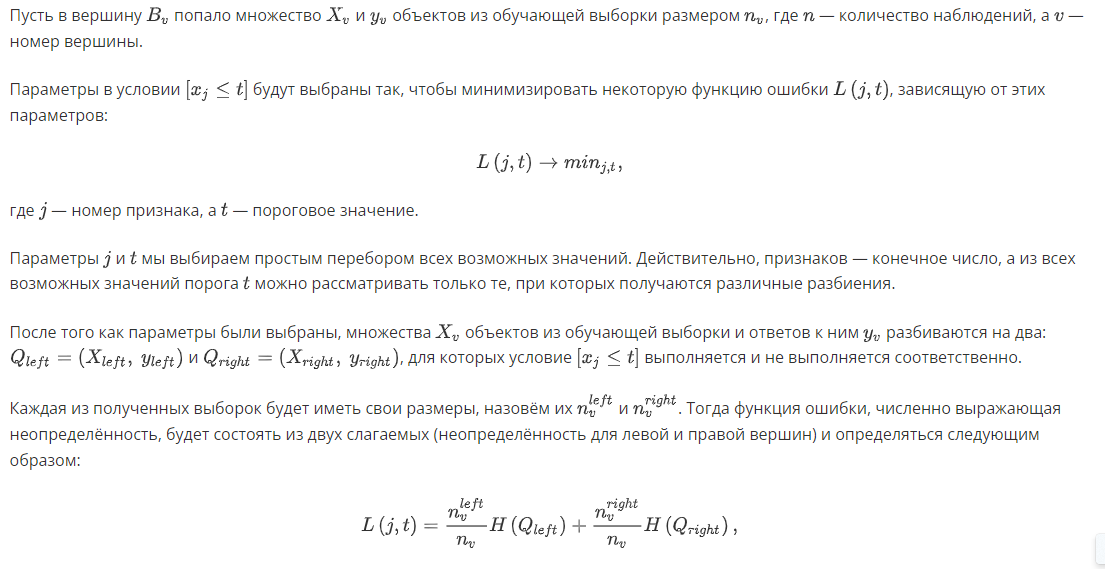 Пусть в вершину B_v попало множество X_v и y_v объектов из обучающей выборки размером n_v, где n — количество наблюдений, а v —
номер вершины.
Параметры в условии [x_j ≤ t] будут выбраны так, чтобы минимизировать некоторую функцию ошибки L (j, t), зависящую от этих
параметров:
L (j, t) → min_{j,t},
где j — номер признака, а t — пороговое значение.
Параметры j и t мы выбираем простым перебором всех возможных значений. Действительно, признаков — конечное число, а из всех
возможных значений порога t можно рассматривать только те, при которых получаются различные разбиения.
После того как параметры были выбраны, множества X_v объектов из обучающей выборки и ответов к ним y_v разбиваются на два:
Q_{left} = (X_{left}, y_{left}) и Q_{right} = (X_{right}, y_{right}), для которых условие [x_j ≤ t] выполняется и не выполняется соответственно.
Каждая из полученных выборок будет иметь свои размеры, назовём их n_v^{left} и n_v^{right}. Тогда функция ошибки, численно выражающая
неопределённость, будет состоять из двух слагаемых (неопределённость для левой и правой вершин) и определяться следующим
образом:
L (j, t) = \frac{n_v^{left}}{n_v} H (Q_{left}) + \frac{n_v^{right}}{n_v} H (Q_{right}),